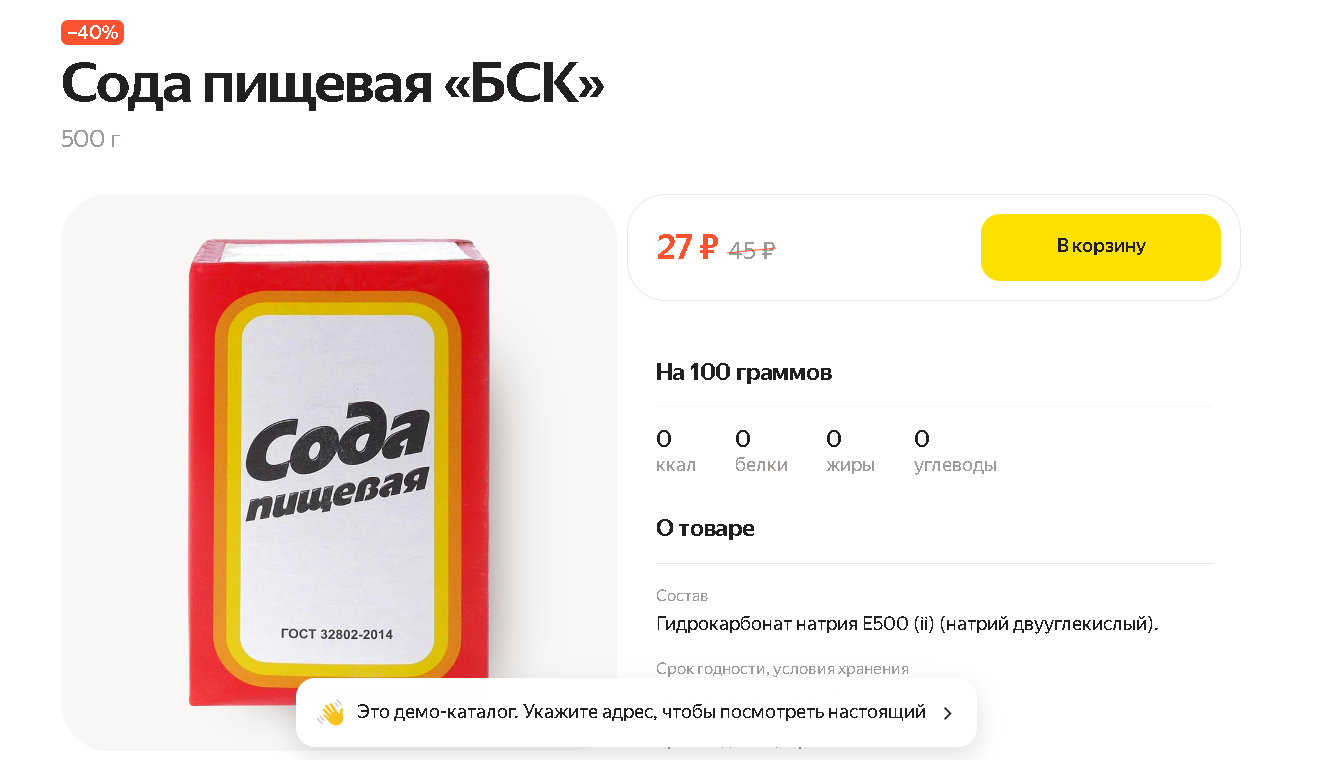 –40%
Сода пищевая «БСК»
500 г
27 ₽ 45 ₽
В корзину
На 100 граммов
0 0 0 0
ккал белки жиры углеводы
О товаре
Состав
Гидрокарбонат натрия Е500 (ii) (натрий двууглекислый).
Срок годности, условия хранения
Сода
пищевая
ГОСТ 32802-2014
Это демо-каталог. Укажите адрес, чтобы посмотреть настоящий